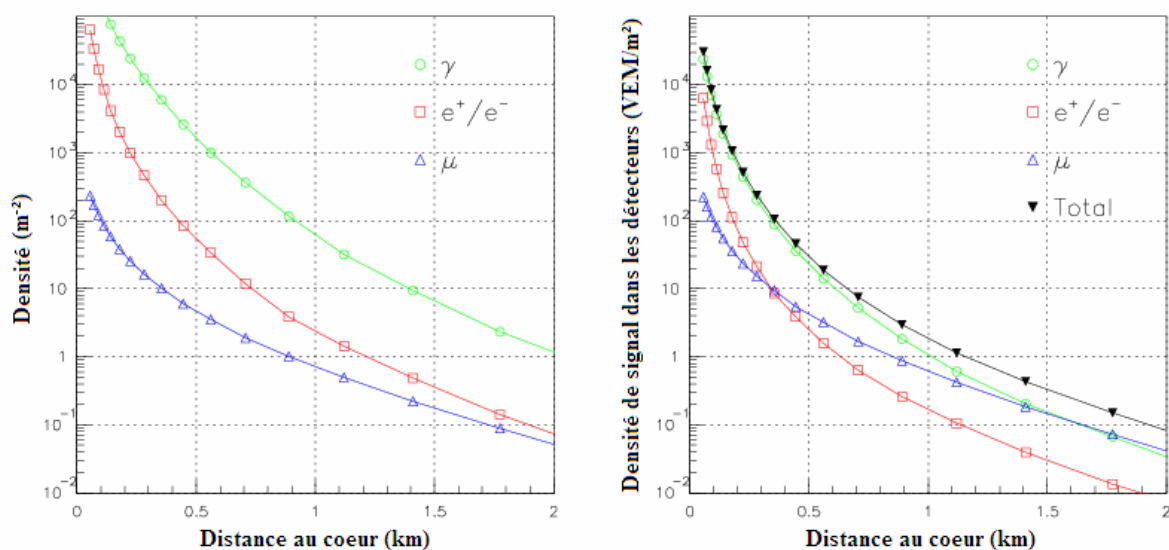 Densité (m⁻²)
10⁴
10³
10²
10
1
10⁻¹
10⁻²
γ
e⁺/e⁻
μ
0
0.5
1
1.5
2
Distance au coeur (km)
Densité de signal dans les détecteurs (VEM/m²)
10⁴
10³
10²
10
1
10⁻¹
10⁻²
γ
e⁺/e⁻
μ
Total
0
0.5
1
1.5
2
Distance au coeur (km)